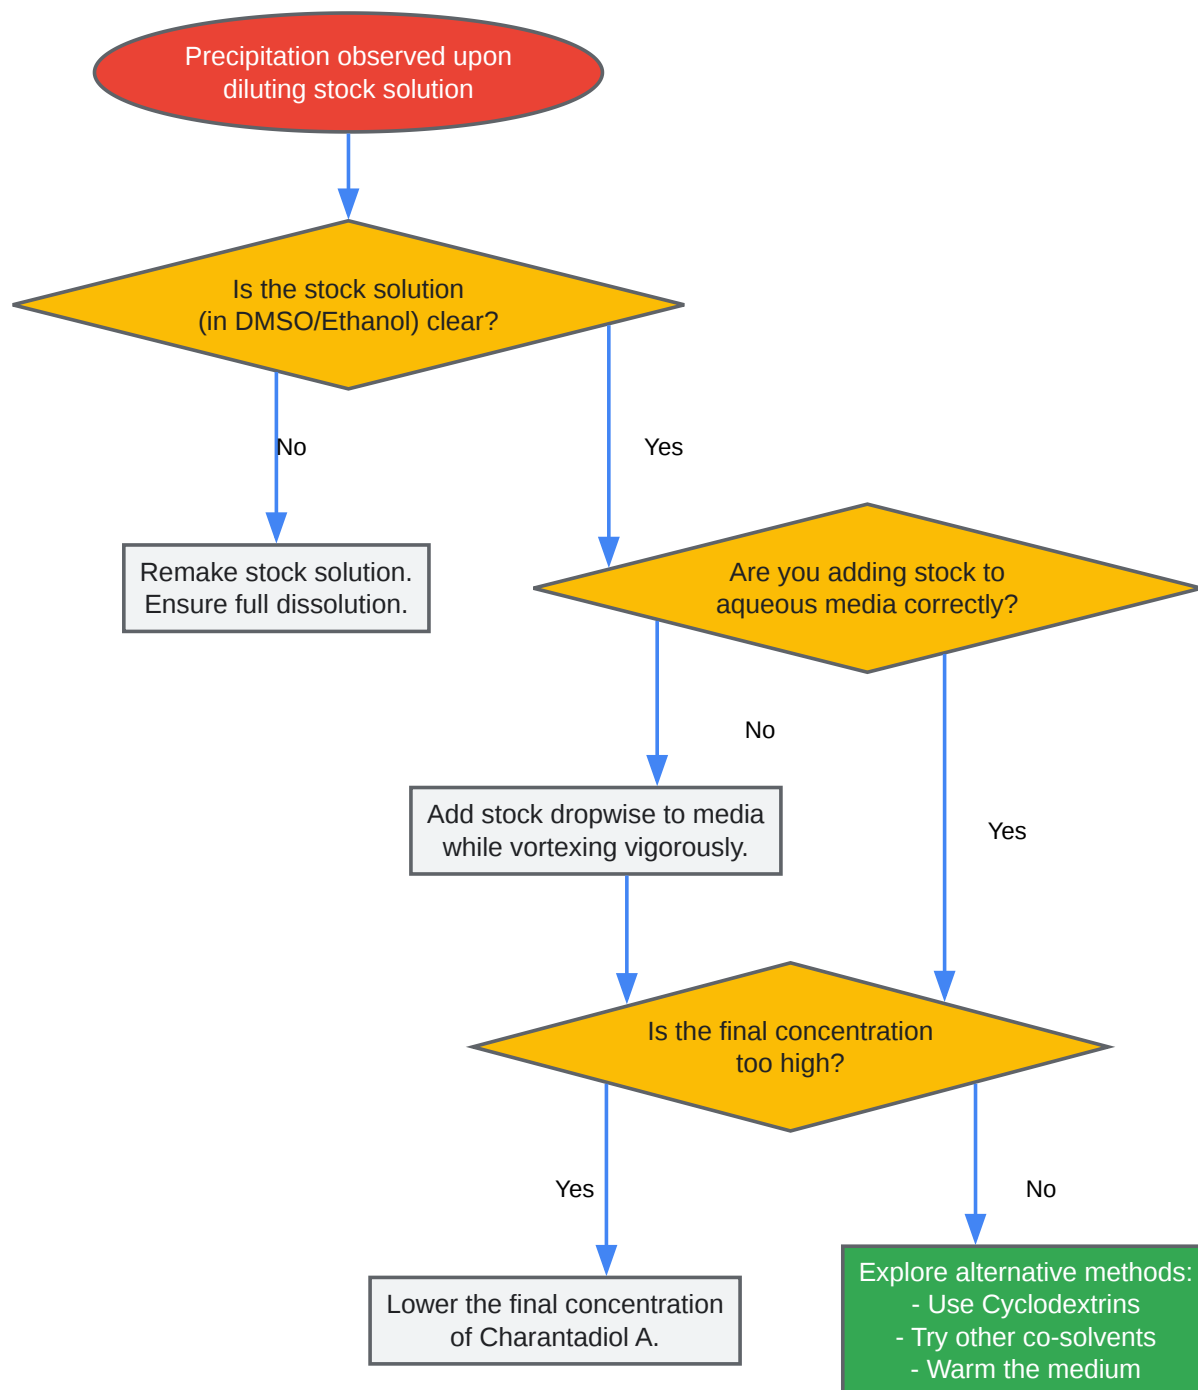 Precipitation observed upon
diluting stock solution
Is the stock solution
(in DMSO/Ethanol) clear?
No
Yes
Remake stock solution.
Ensure full dissolution.
Are you adding stock to
aqueous media correctly?
No
Add stock dropwise to media
while vortexing vigorously.
Yes
Is the final concentration
too high?
Yes
No
Lower the final concentration
of Charantadiol A.
Explore alternative methods:
- Use Cyclodextrins
- Try other co-solvents
- Warm the medium